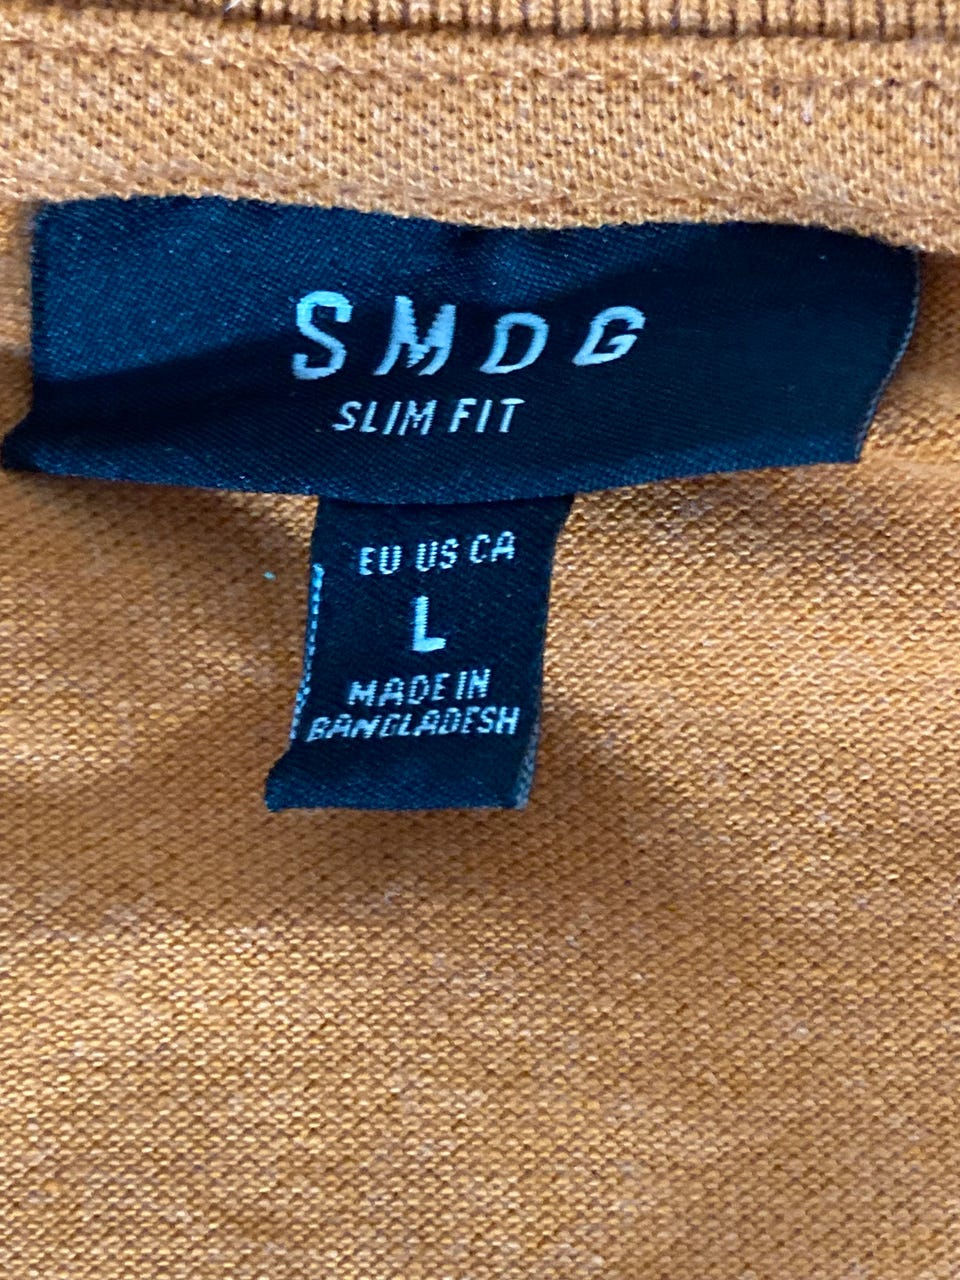 SMDG
SLIM FIT
EU US CA
L
MADE IN
BANGLADESH